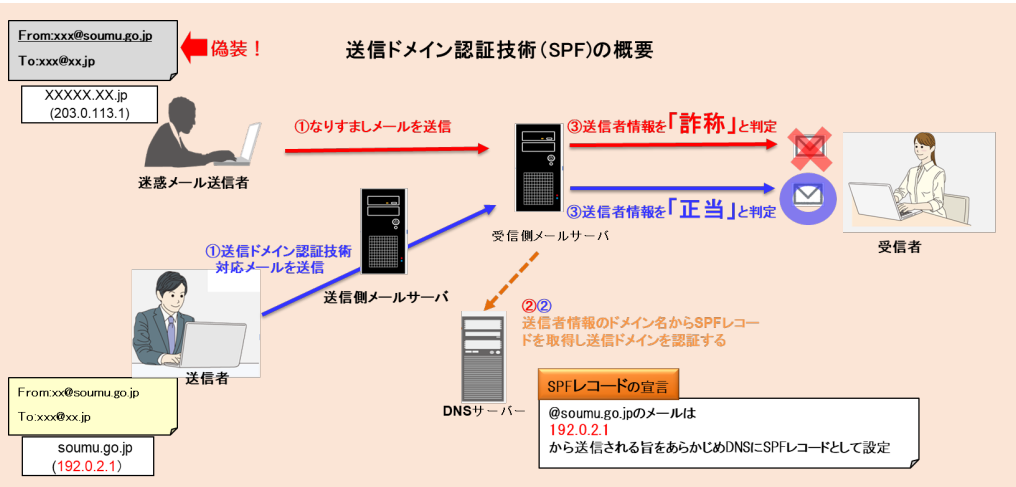 From:xxx@soumu.go.jp
To:xxx@xx.jp
偽装！
送信ドメイン認証技術（SPF)の概要
XXXXX.XX.jp
(203.0.113.1)
迷惑メール送信者
①なりすましメールを送信
③送信者情報を「詐称」と判定
③送信者情報を「正当」と判定
受信側メールサーバ
受信者
①送信ドメイン認証技術
対応メールを送信
送信側メールサーバ
送信者
From:xx@soumu.go.jp
To:xxx@xx.jp
soumu.go.jp
(192.0.2.1)
②②
送信者情報のドメイン名からSPFレコー
ドを取得し送信ドメインを認証する
DNSサーバー
SPFレコードの宣言
@soumu.go.jpのメールは
192.0.2.1
から送信される旨をあらかじめDNSにSPFレコードとして設定